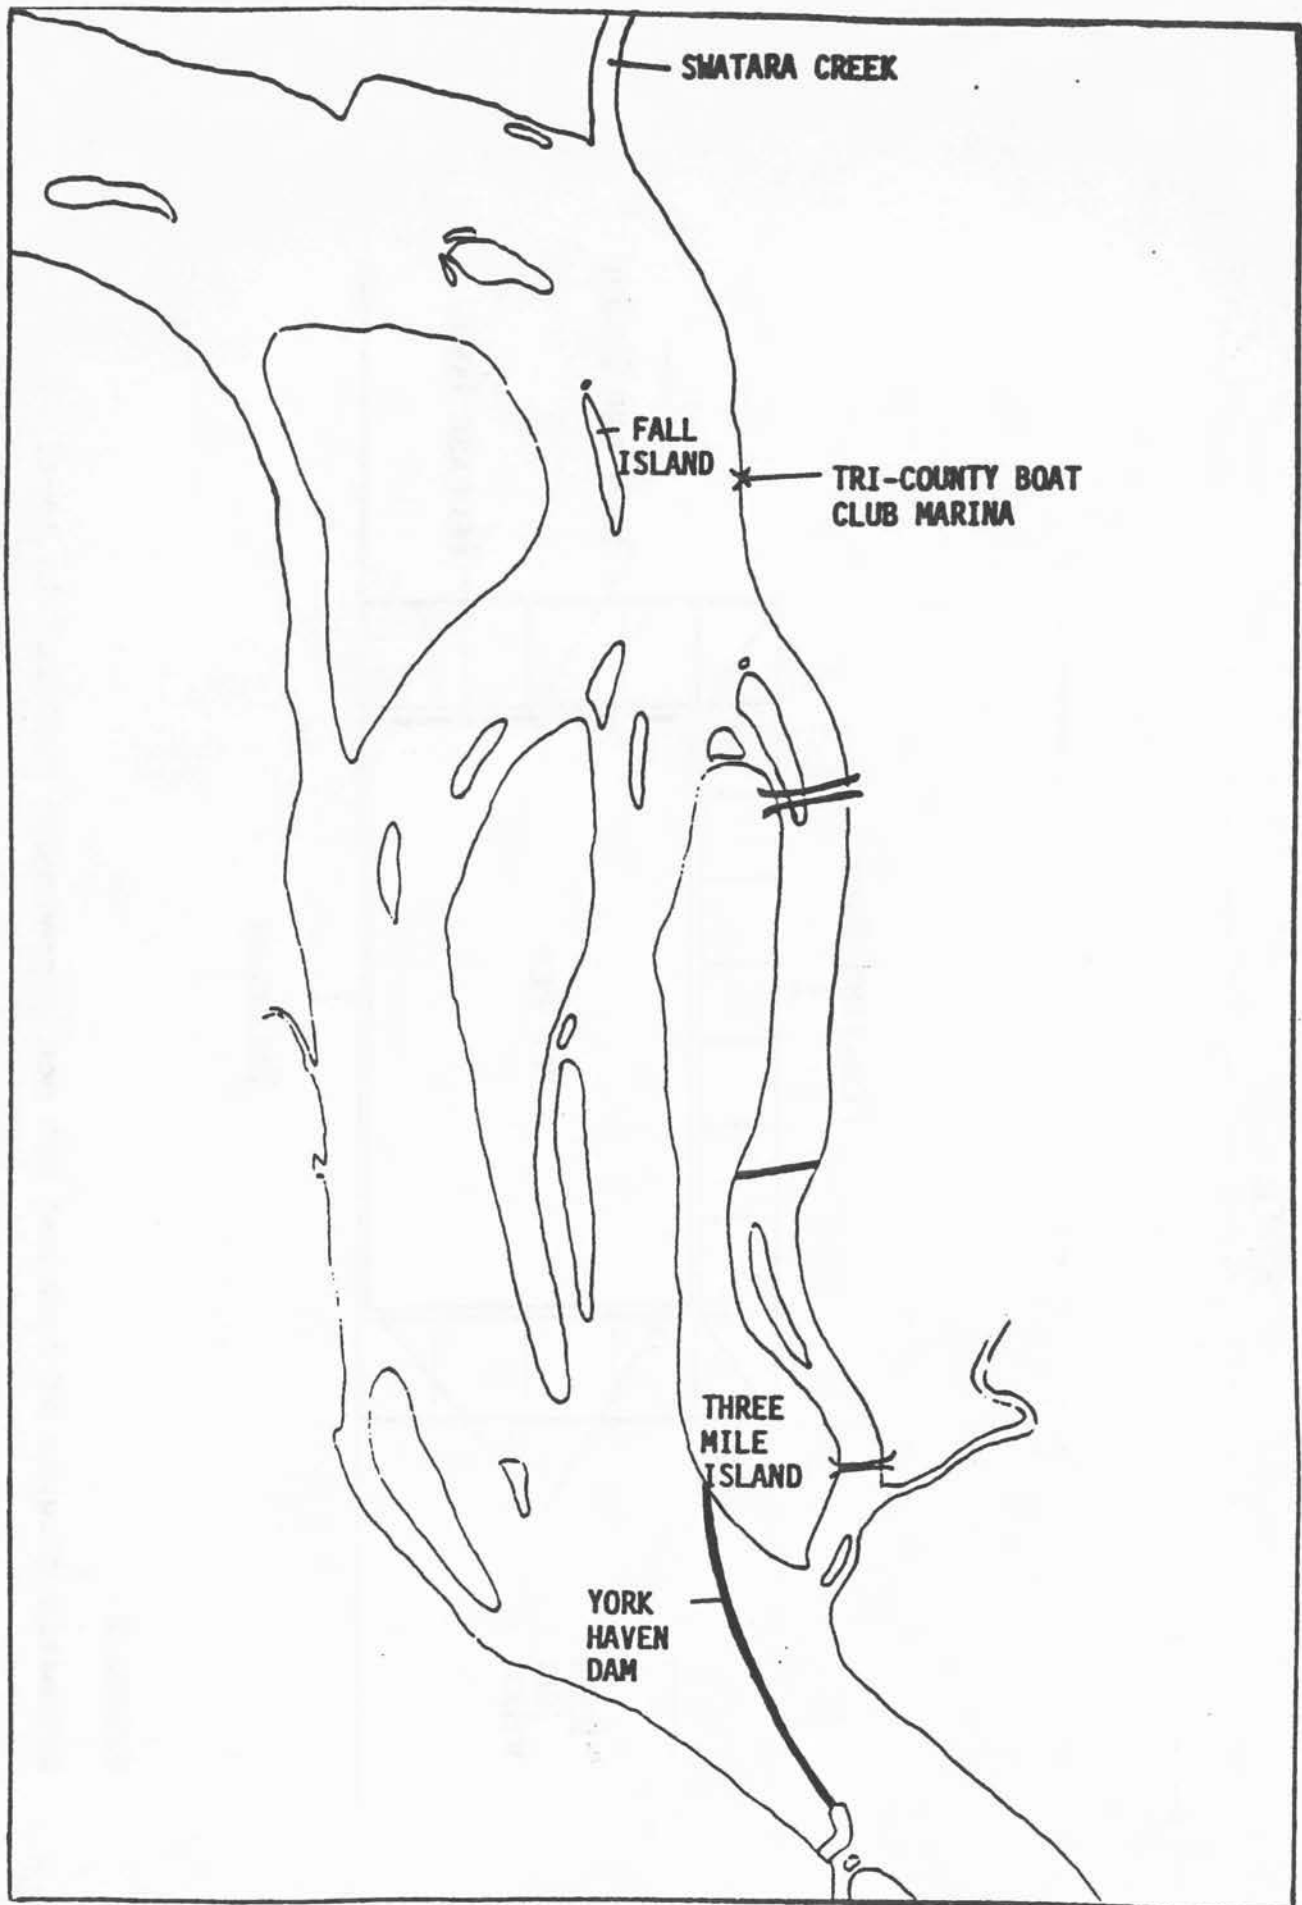 SWATARA CREEK
FALL
ISLAND
TRI-COUNTY BOAT
CLUB MARINA
THREE
MILE
ISLAND
YORK
HAVEN
DAM